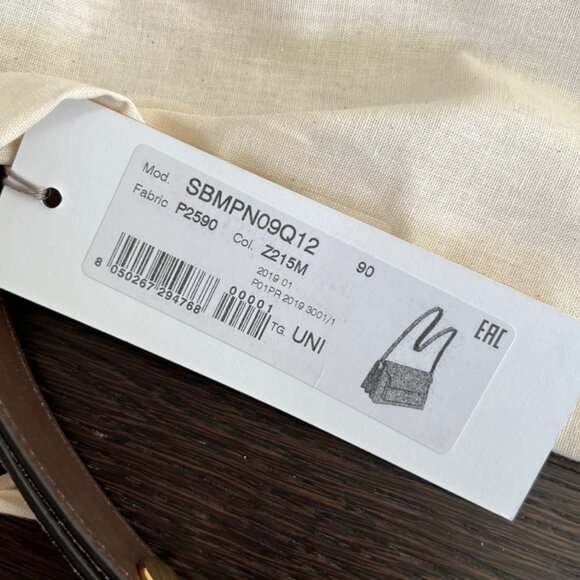 Mod. SBMPN09Q12 90
Fabric P2590 Col. Z215M
2019 01
P01PR 2019 3001/1
00001
8 050267 294768 TG. UNI
EAC